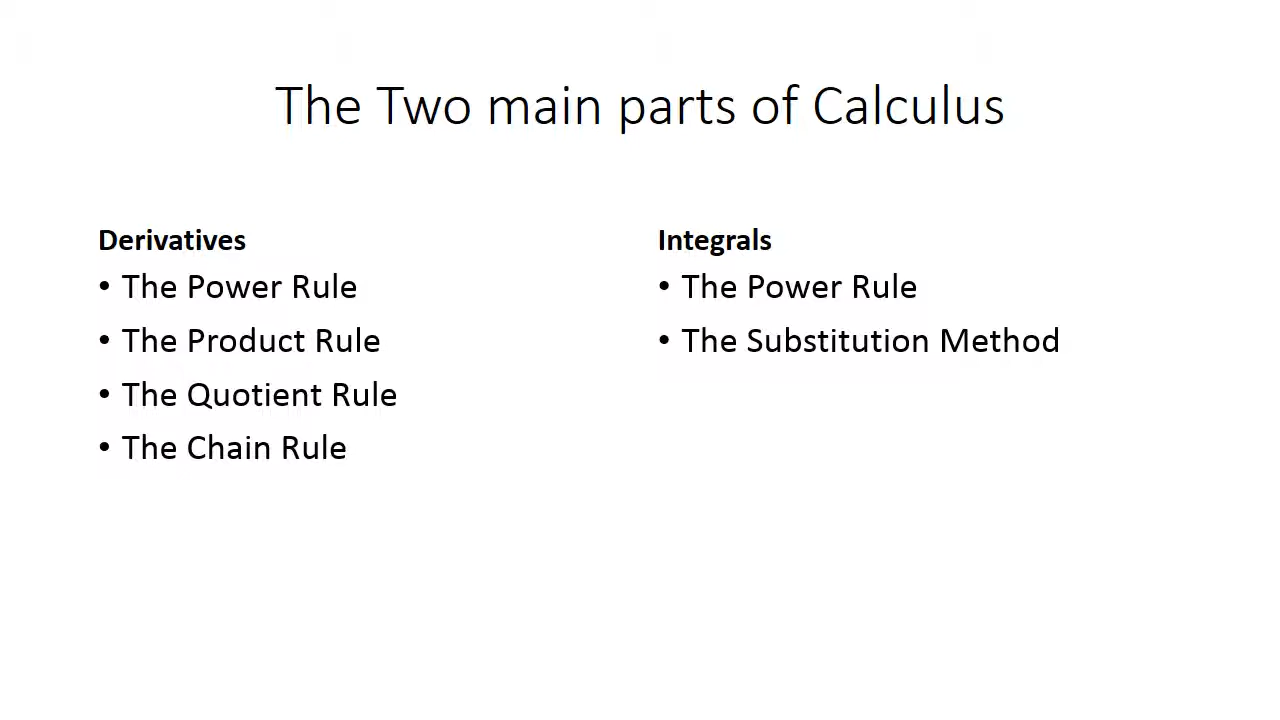 The Two main parts of Calculus
Derivatives
• The Power Rule
• The Product Rule
• The Quotient Rule
• The Chain Rule
Integrals
• The Power Rule
• The Substitution Method